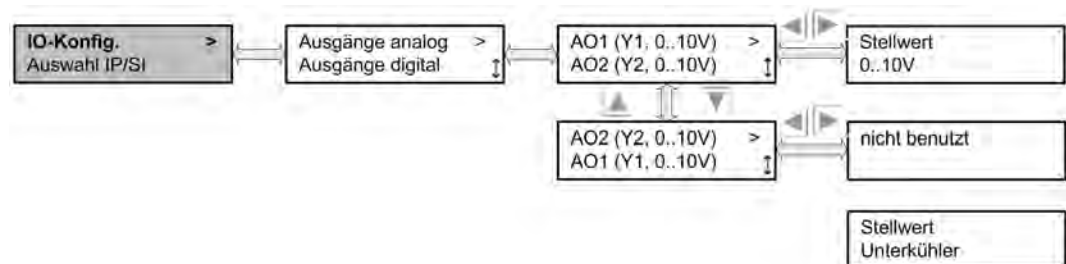 IO-Konfig. >
Auswahl IP/SI
Ausgänge analog >
Ausgänge digital
AO1 (Y1, 0..10V) >
AO2 (Y2, 0..10V)
Stellwert
0..10V
AO2 (Y2, 0..10V) >
AO1 (Y1, 0..10V)
nicht benutzt
Stellwert
Unterkühler